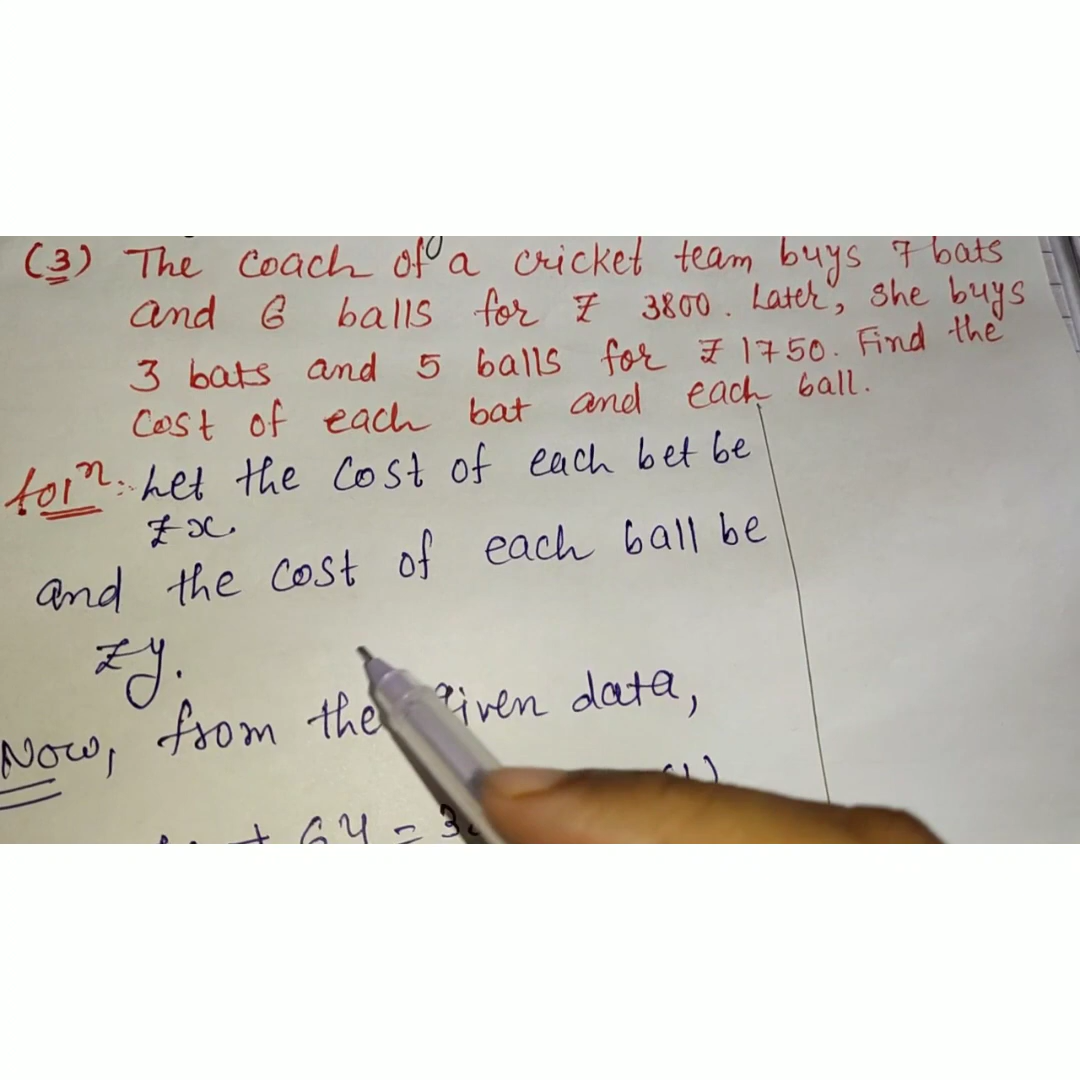 (3) The coach of a cricket team buys 7 bats
and 6 balls for ₹ 3800. Later, she buys
3 bats and 5 balls for ₹ 1750. Find the
cost of each bat and each ball.
Solⁿ:- Let the cost of each bet be
₹x.
and the cost of each ball be
₹y.
Now, from the given data,
+ 6y = 3